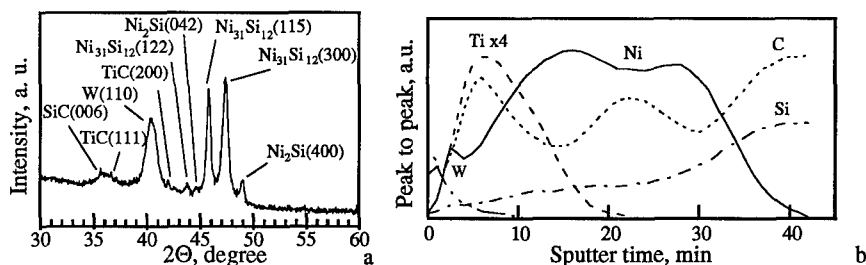 Intensity, a. u.
Ni₂Si(042)
Ni₃₁Si₁₂(115)
Ni₃₁Si₁₂(122)
Ni₃₁Si₁₂(300)
TiC(200)
W(110)
SiC(006)
TiC(111)
Ni₂Si(400)
30 35 40 45 50 55 60
2Θ, degree
a
Peak to peak, a.u.
Ti x4
Ni
C
Si
W
0 10 20 30 40
Sputter time, min
b